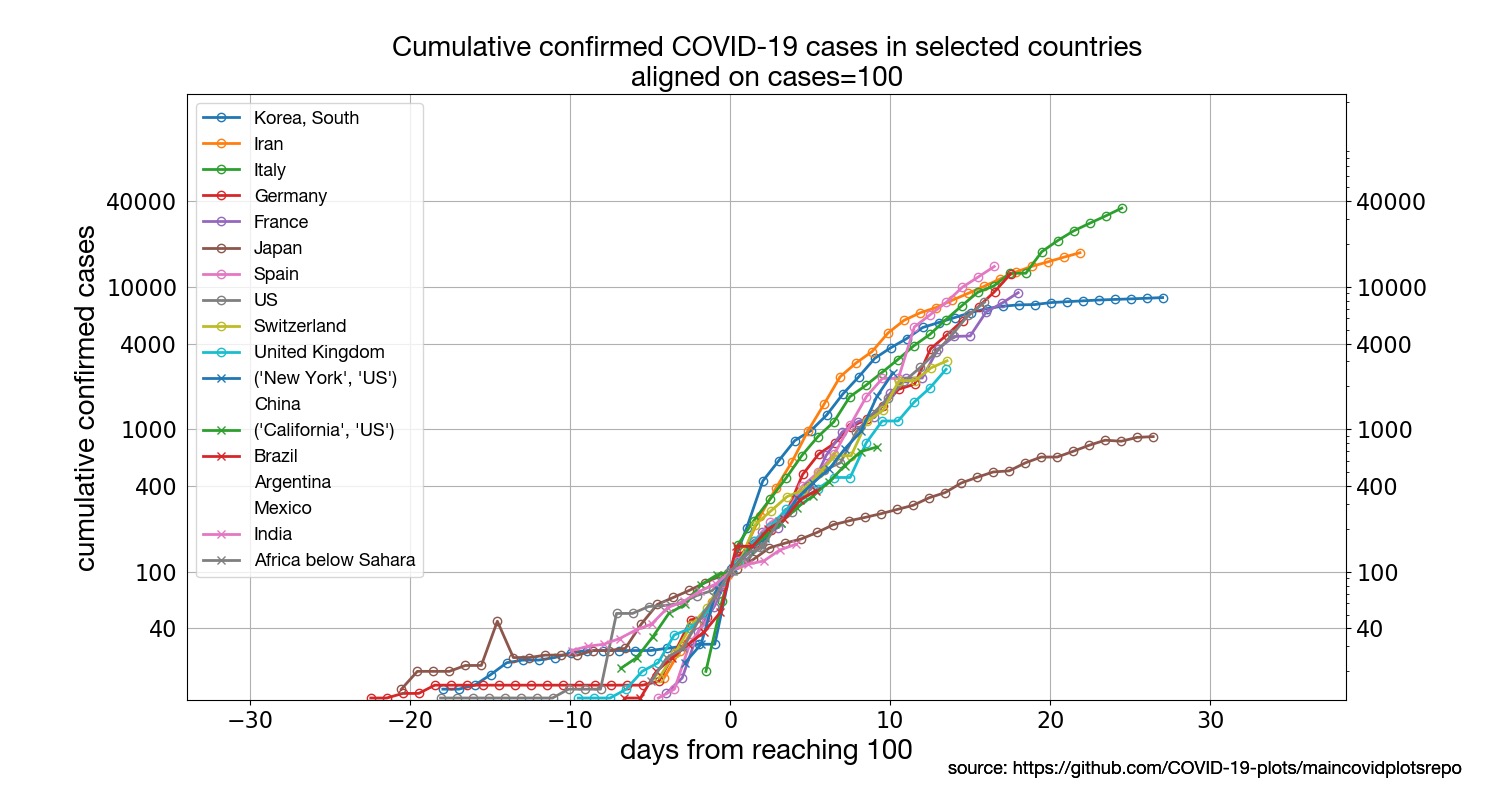 Cumulative confirmed COVID-19 cases in selected countries
aligned on cases=100
Korea, South
Iran
Italy
Germany
France
Japan
Spain
US
Switzerland
United Kingdom
('New York', 'US')
China
('California', 'US')
Brazil
Argentina
Mexico
India
Africa below Sahara
cumulative confirmed cases
40000
10000
4000
1000
400
100
40
40000
10000
4000
1000
400
100
40
−30
−20
−10
0
10
20
30
days from reaching 100
source: https://github.com/COVID-19-plots/maincovidplotsrepo